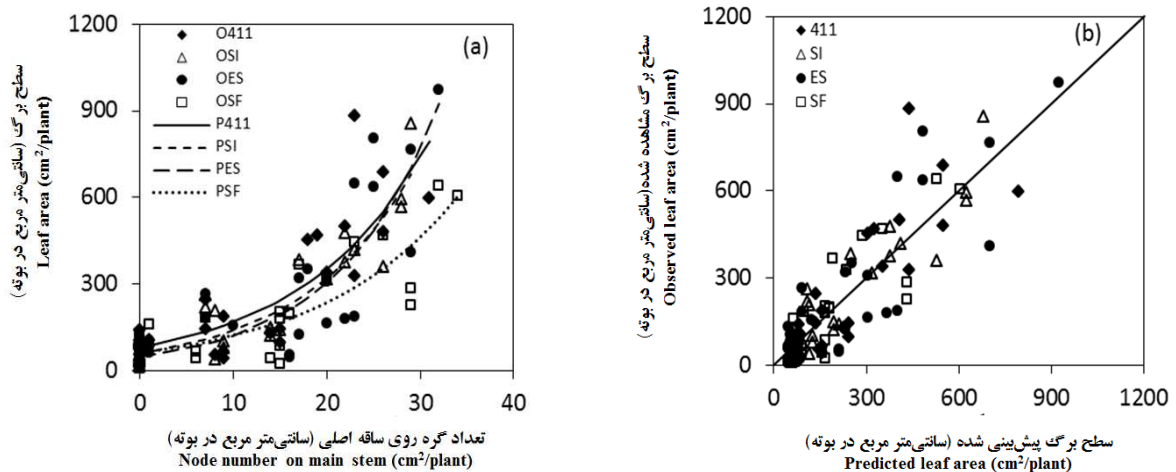 (a)
O411
OSI
OES
OSF
P411
PSI
PES
PSF
1200
900
600
300
0
0
10
20
30
40
سطح برگ (سانتی‌متر مربع در بوته)
Leaf area (cm²/plant)
تعداد گره روی ساقه اصلی (سانتی‌متر مربع در بوته)
Node number on main stem (cm²/plant)
(b)
411
SI
ES
SF
1200
900
600
300
0
0
300
600
900
1200
سطح برگ مشاهده شده(سانتی‌متر مربع در بوته)
Observed leaf area (cm²/plant)
سطح برگ پیش‌بینی شده (سانتی‌متر مربع در بوته)
Predicted leaf area (cm²/plant)